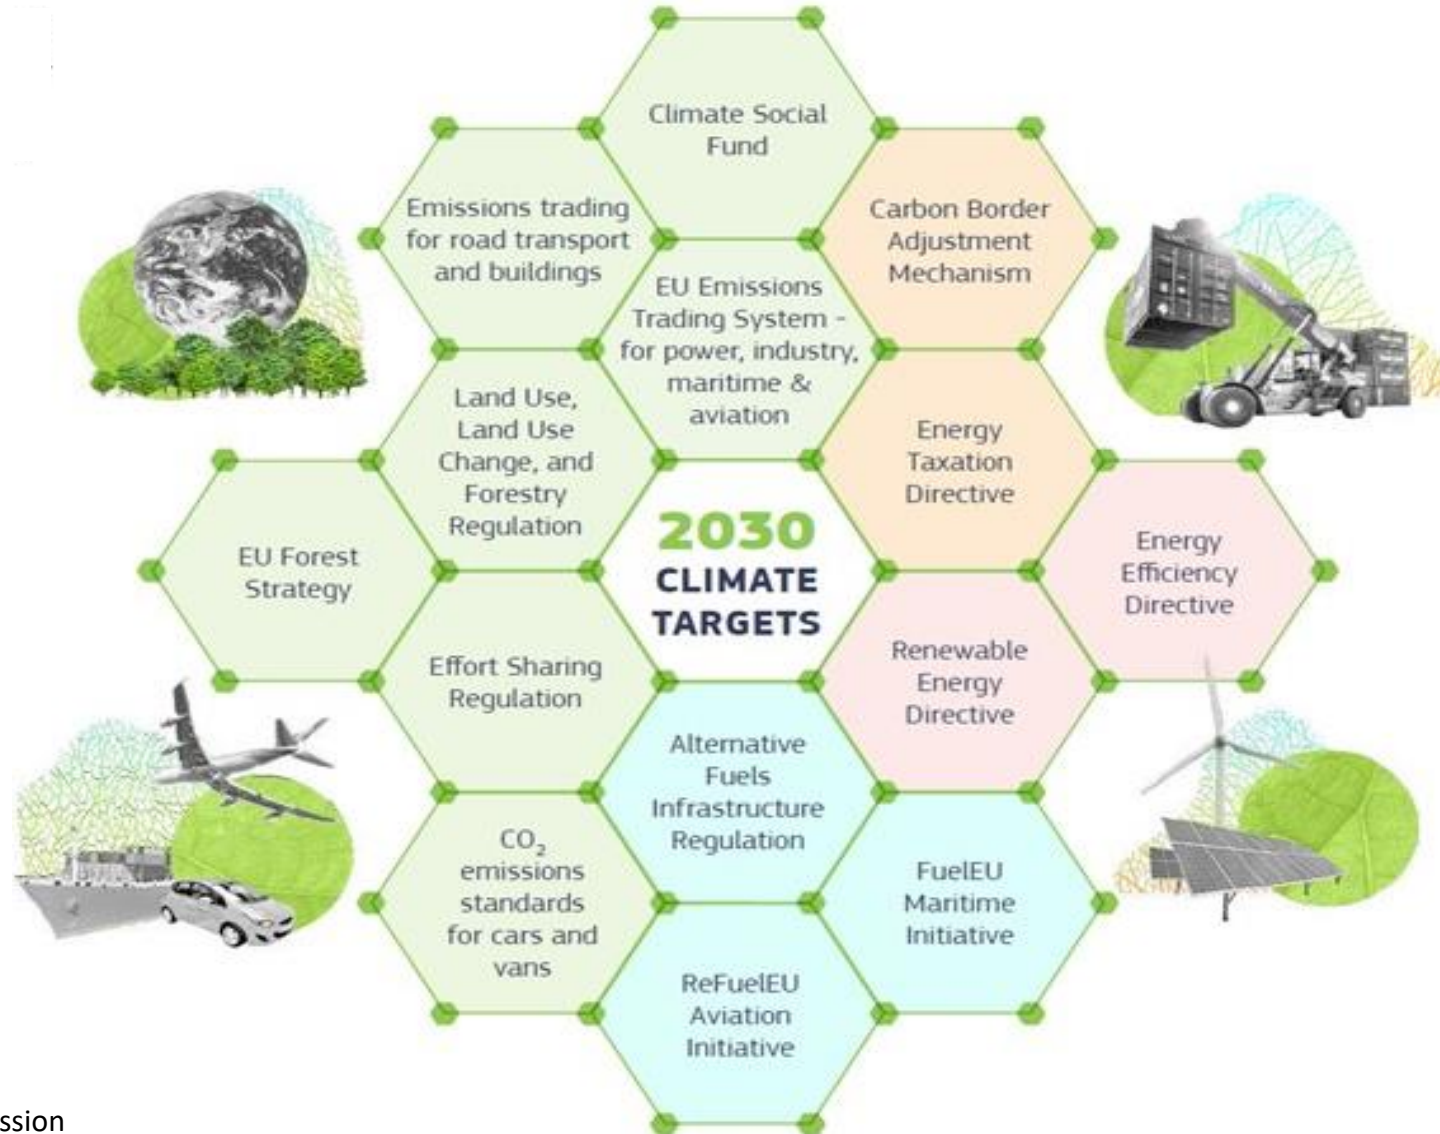 Climate Social
Fund
Emissions trading
for road transport
and buildings
Carbon Border
Adjustment
Mechanism
EU Emissions
Trading System -
for power, industry,
maritime &
aviation
Land Use,
Land Use
Change, and
Forestry
Regulation
Energy
Taxation
Directive
EU Forest
Strategy
2030
CLIMATE
TARGETS
Energy
Efficiency
Directive
Effort Sharing
Regulation
Renewable
Energy
Directive
Alternative
Fuels
Infrastructure
Regulation
CO₂
emissions
standards
for cars and
vans
FuelEU
Maritime
Initiative
ReFuelEU
Aviation
Initiative
ssion